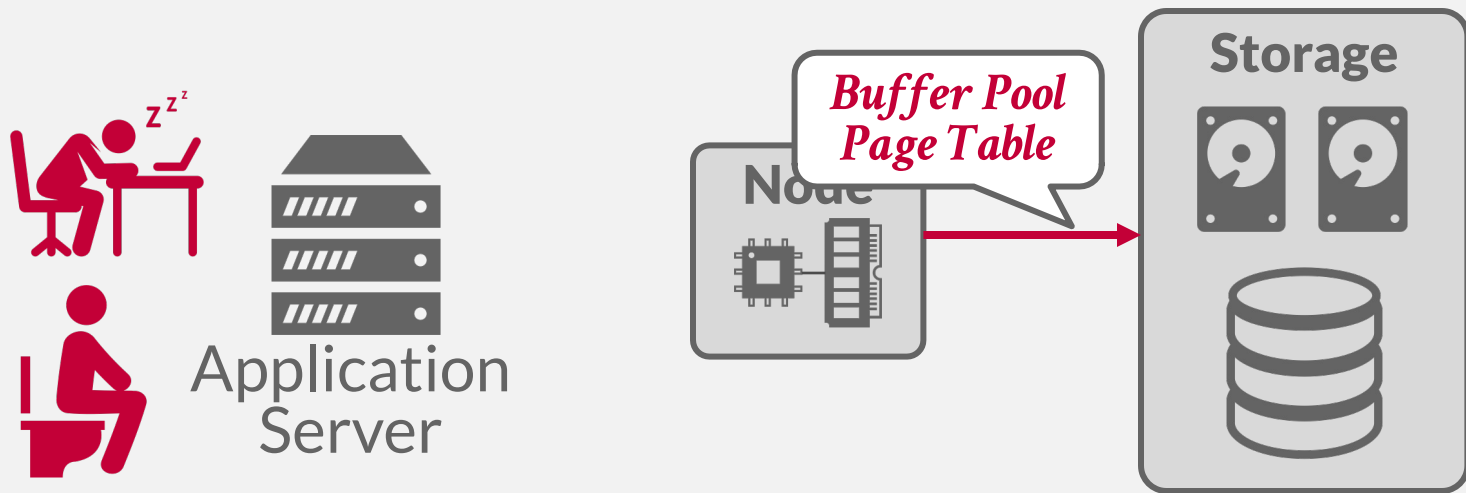 z z z
Application
Server
Buffer Pool
Page Table
Node
Storage